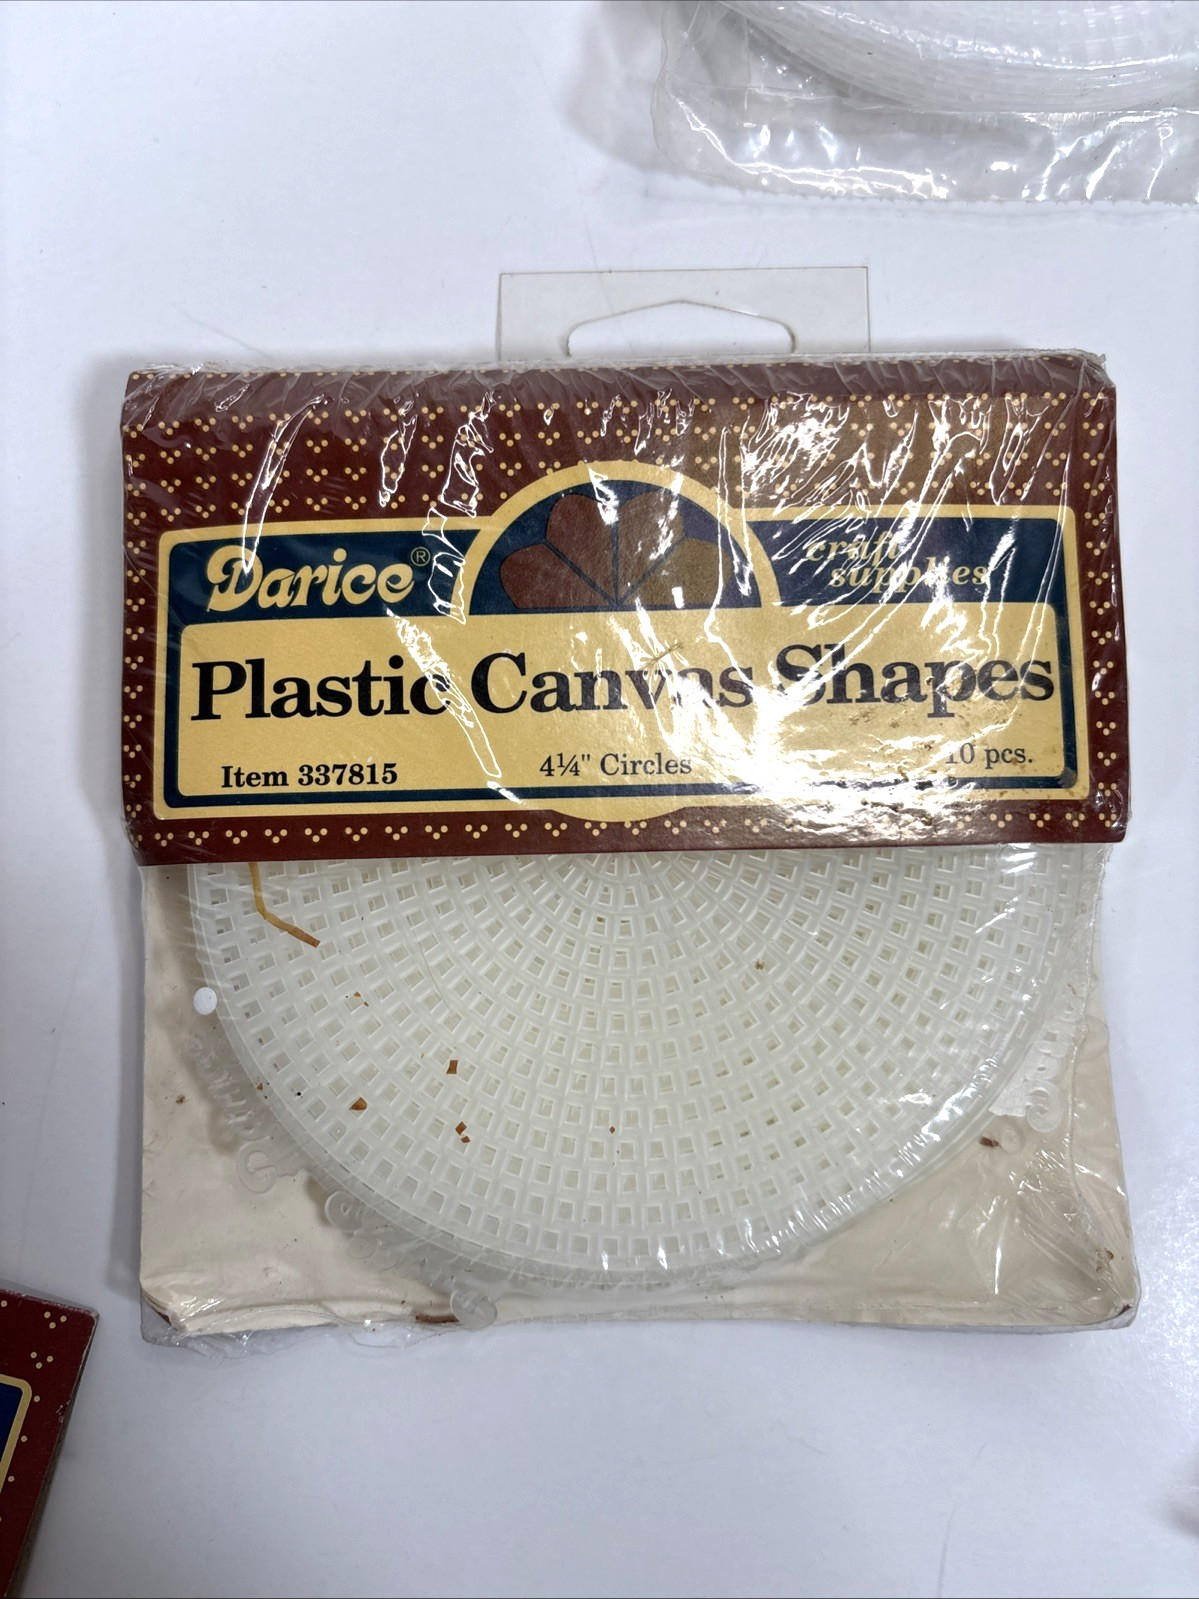 Darice®
craft
supplies
Plastic Canvas Shapes
Item 337815 4¼" Circles 10 pcs.